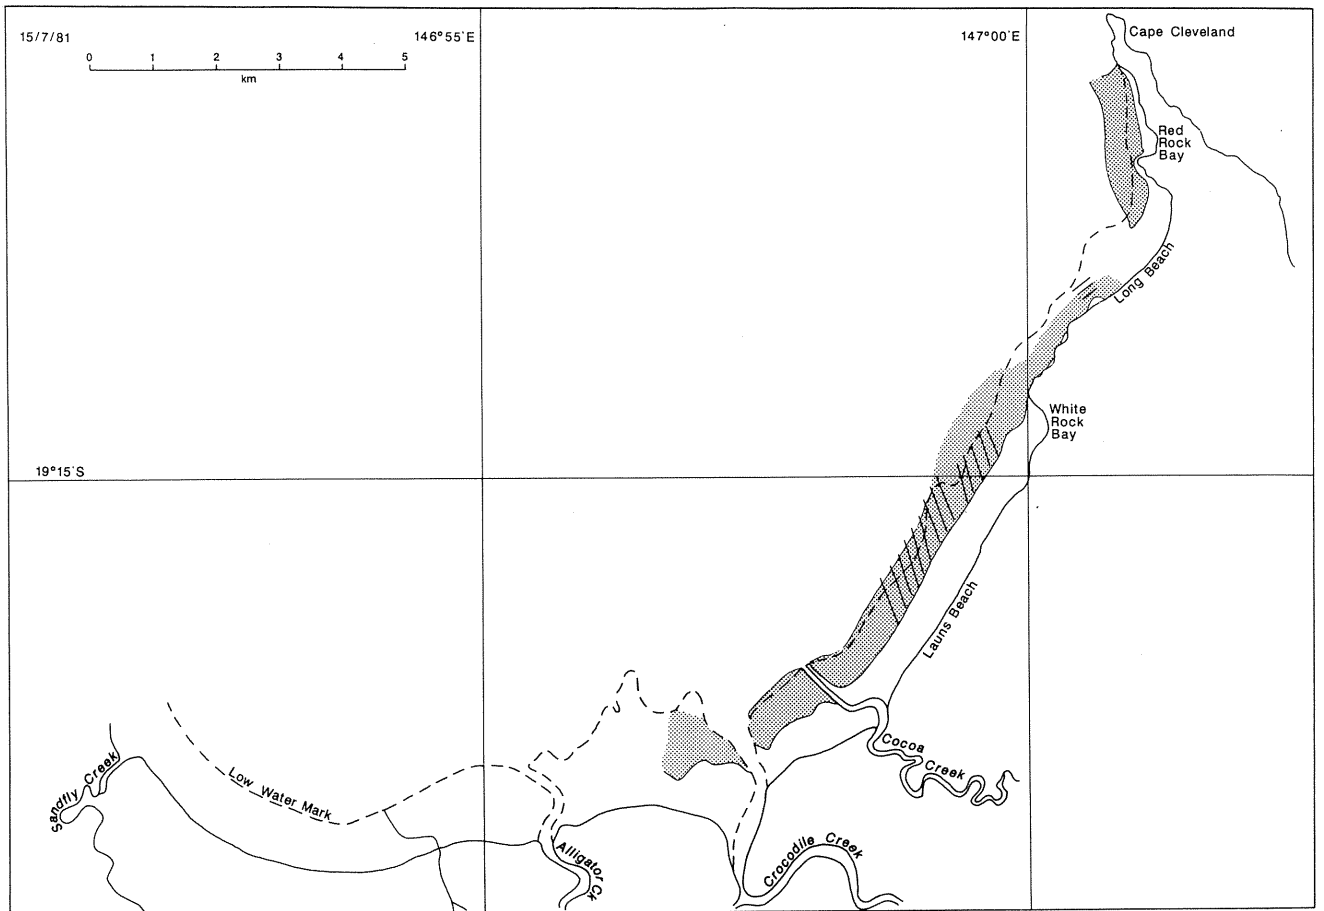 15/7/81
146°55'E
147°00'E
Cape Cleveland
0 1 2 3 4 5
km
Red
Rock
Bay
Long Beach
White
Rock
Bay
19°15'S
Launs Beach
Cocoa
Creek
Sandfly Creek
Low Water Mark
Alligator Ck
Crocodile Creek